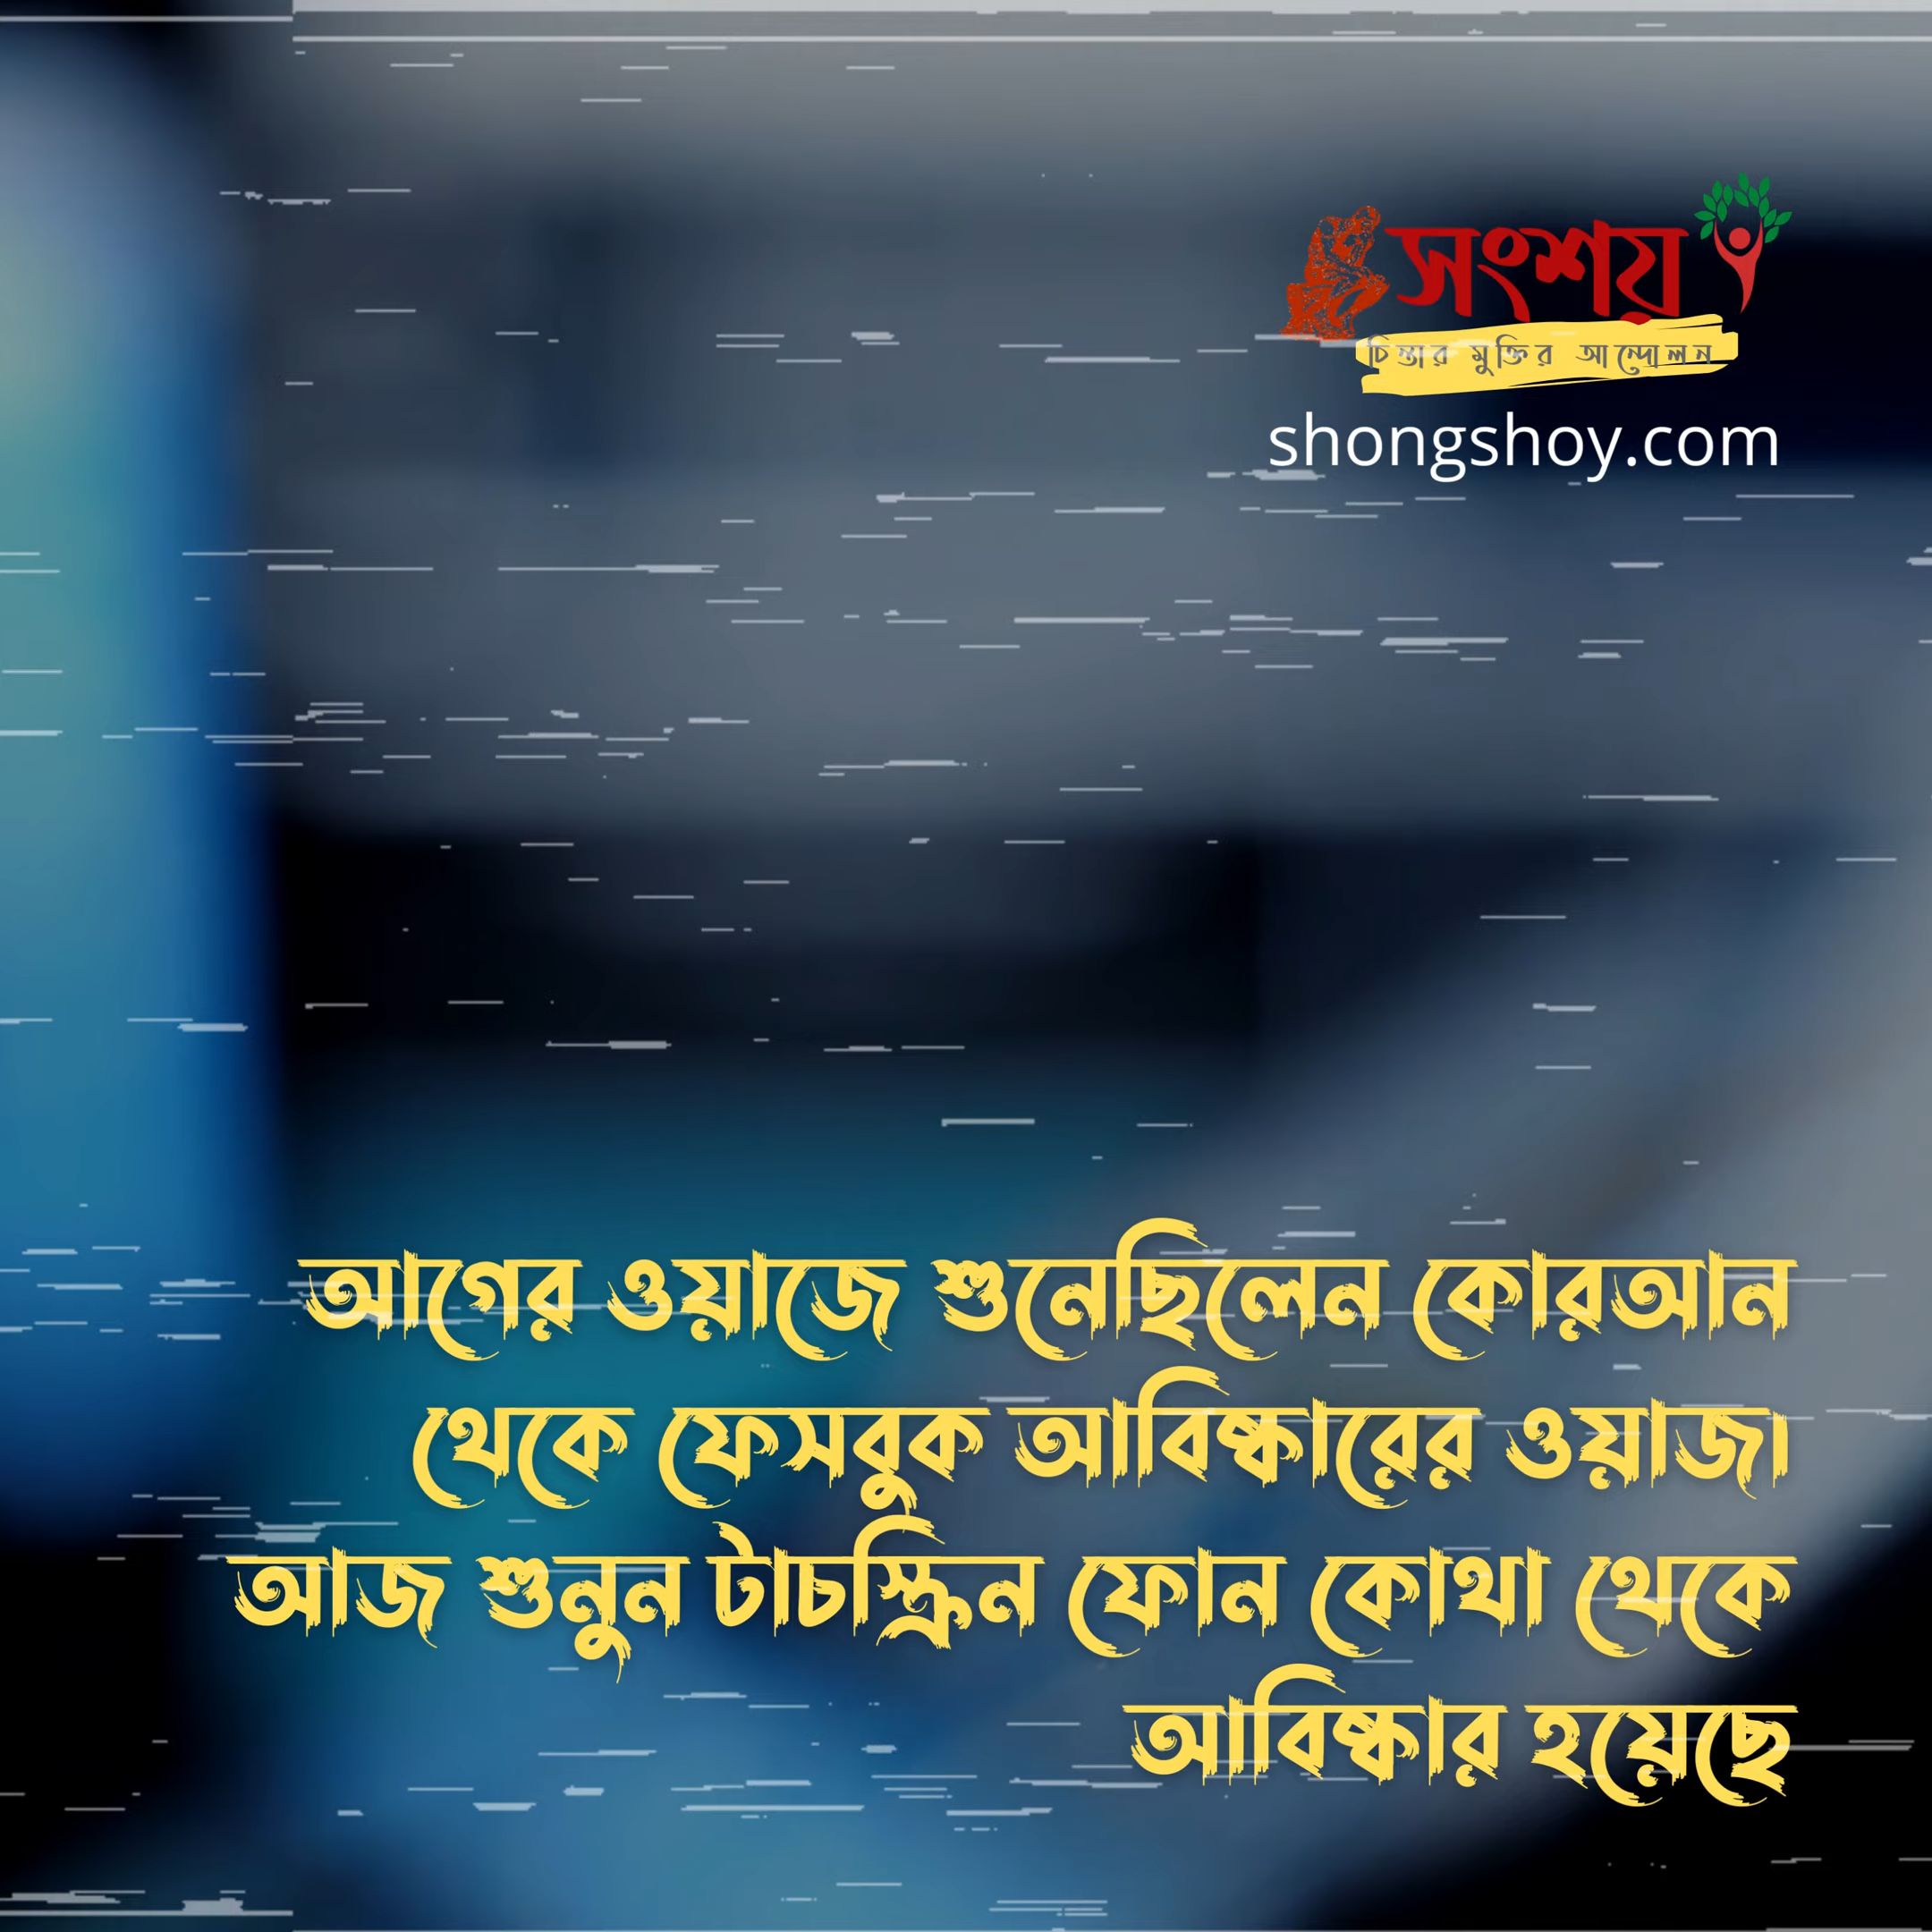 সংশয়
চিন্তার মুক্তির আন্দোলন
shongshoy.com
আগের ওয়াজে শুনেছিলেন কোরআন
থেকে ফেসবুক আবিষ্কারের ওয়াজ।
আজ শুনুন টাচস্ক্রিন ফোন কোথা থেকে
আবিষ্কার হয়েছে